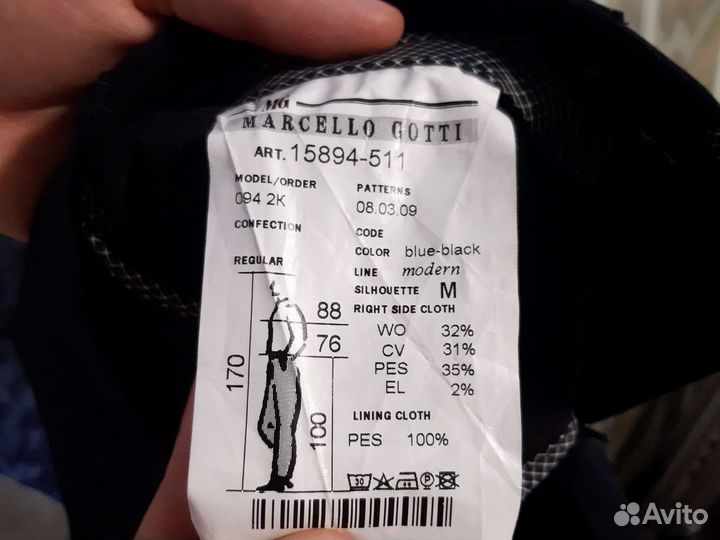 MG
MARCELLO GOTTI
ART. 15894-511
MODEL/ORDER
094 2K
PATTERNS
08.03.09
CONFECTION
CODE
COLOR blue-black
REGULAR
LINE modern
SILHOUETTE M
RIGHT SIDE CLOTH
88
76
170
100
WO 32%
CV 31%
PES 35%
EL 2%
LINING CLOTH
PES 100%
30
P
Avito